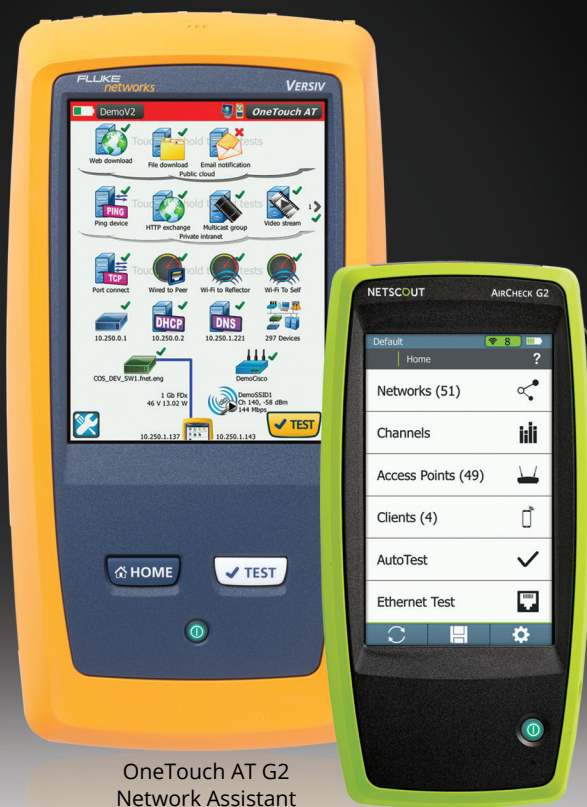 FLUKE
networks
VERSIV
DemoV2
OneTouch AT
Web download
File download
Email notification
Public cloud
Ping device
HTTP exchange
Multicast group
Video stream
1
Private intranet
PING
TCP
Port connect
Wired to Peer
Wi-Fi to Reflector
Wi-Fi To Self
DHCP
DNS
10.250.0.1
10.250.0.2
10.250.1.221
297 Devices
COS_DEV_SW1.fnet.eng
DemoCisco
1 Gb FDx
46 V 13.02 W
DemoSSID1
Ch 140, -58 dBm
144 Mbps
10.250.1.137
10.250.1.143
TEST
HOME
TEST
OneTouch AT G2
Network Assistant
NETSCOUT
AIRCHECK G2
Default
8
Home
?
Networks (51)
Channels
Access Points (49)
Clients (4)
AutoTest
Ethernet Test